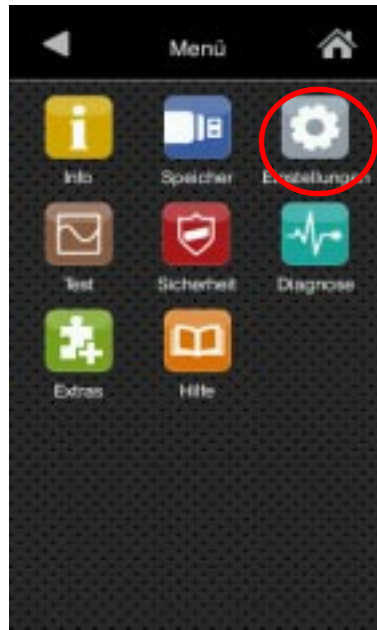 Menü
Info Speicher Einstellungen
Test Sicherheit Diagnose
Extras Hilfe